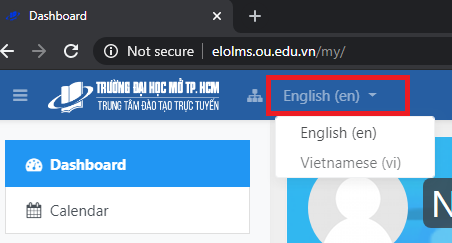 Dashboard
Not secure | elolms.ou.edu.vn/my/
TRƯỜNG ĐẠI HỌC MỞ TP. HCM
TRUNG TÂM ĐÀO TẠO TRỰC TUYẾN
English (en)
English (en)
Vietnamese (vi)
Dashboard
Calendar
N